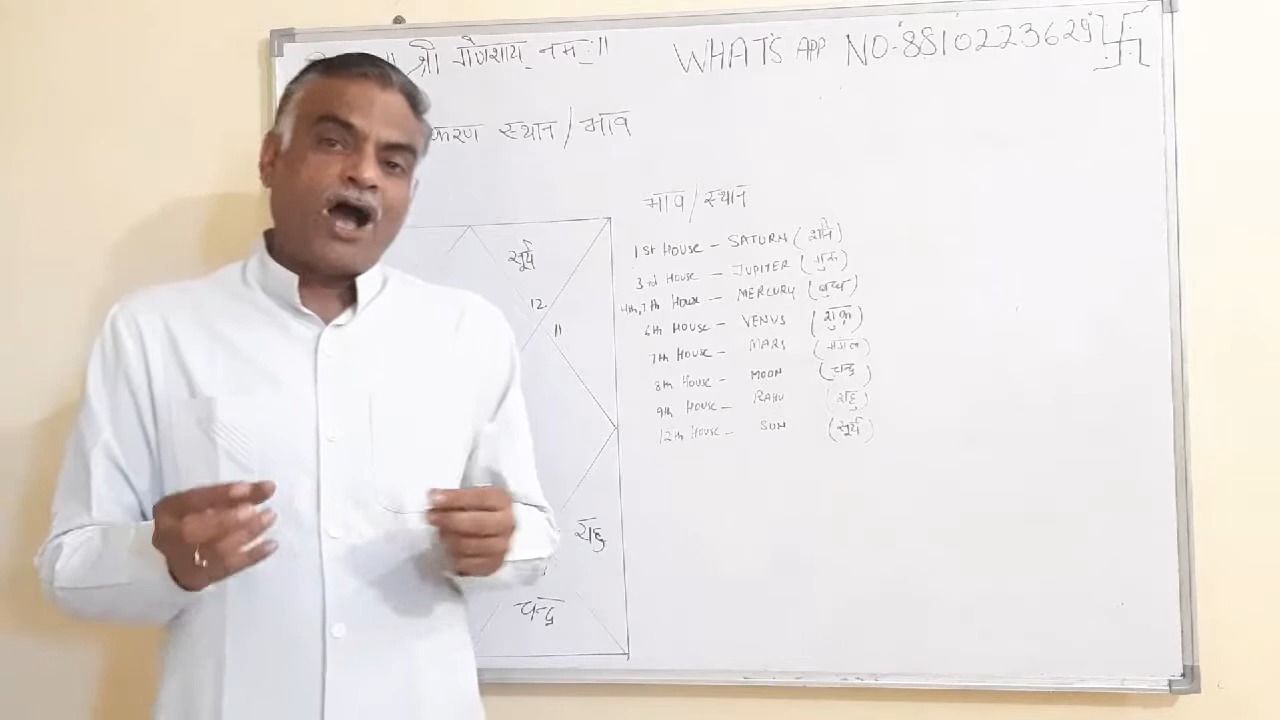 ॥ श्री गणेशाय नमः॥
WHAT'S APP NO-8810223629
स्थान/भाव
भाव/स्थान
1st HOUSE - SATURN (शनि)
3rd HOUSE - JUPITER (गुरु)
4th,7th HOUSE - MERCURY (बुध)
6th HOUSE - VENUS (शुक्र)
7th HOUSE - MARS (मंगल)
8th HOUSE - MOON (चन्द्र)
9th HOUSE - RAHU (राहु)
12th HOUSE - SUN (सूर्य)
सूर्य
12
11
राहु
चन्द्र